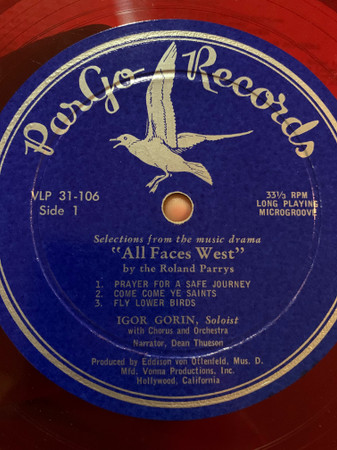 ParGo Records
VLP 31-106
Side 1
33⅓ RPM
LONG PLAYING
MICROGROOVE
Selections from the music drama
"All Faces West"
by the Roland Parrys
1. PRAYER FOR A SAFE JOURNEY
2. COME COME YE SAINTS
3. FLY LOWER BIRDS
IGOR GORIN, Soloist
with Chorus and Orchestra
Narrator, Dean Thueson
Produced by Eddison von Ottenfeld, Mus. D.
Mfd. Vonna Productions, Inc.
Hollywood, California